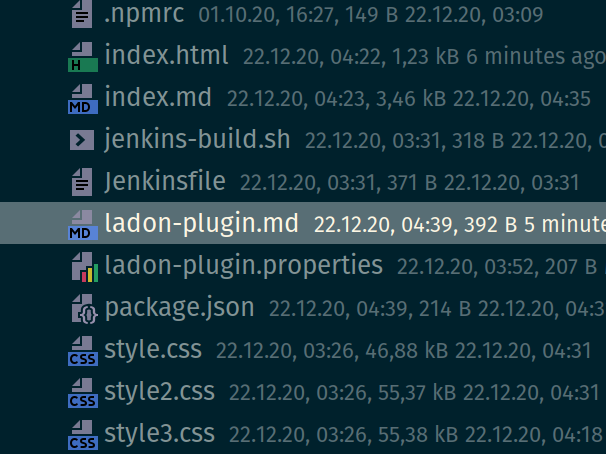 .npmrc 01.10.20, 16:27, 149 B 22.12.20, 03:09
H index.html 22.12.20, 04:22, 1,23 kB 6 minutes ago
MD index.md 22.12.20, 04:23, 3,46 kB 22.12.20, 04:35
jenkins-build.sh 22.12.20, 03:31, 318 B 22.12.20,
Jenkinsfile 22.12.20, 03:31, 371 B 22.12.20, 03:31
MD ladon-plugin.md 22.12.20, 04:39, 392 B 5 minute
ladon-plugin.properties 22.12.20, 03:52, 207 B
package.json 22.12.20, 04:39, 214 B 22.12.20, 04:3
CSS style.css 22.12.20, 03:26, 46,88 kB 22.12.20, 04:31
CSS style2.css 22.12.20, 03:26, 55,37 kB 22.12.20, 04:31
CSS style3.css 22.12.20, 03:26, 55,38 kB 22.12.20, 04:18